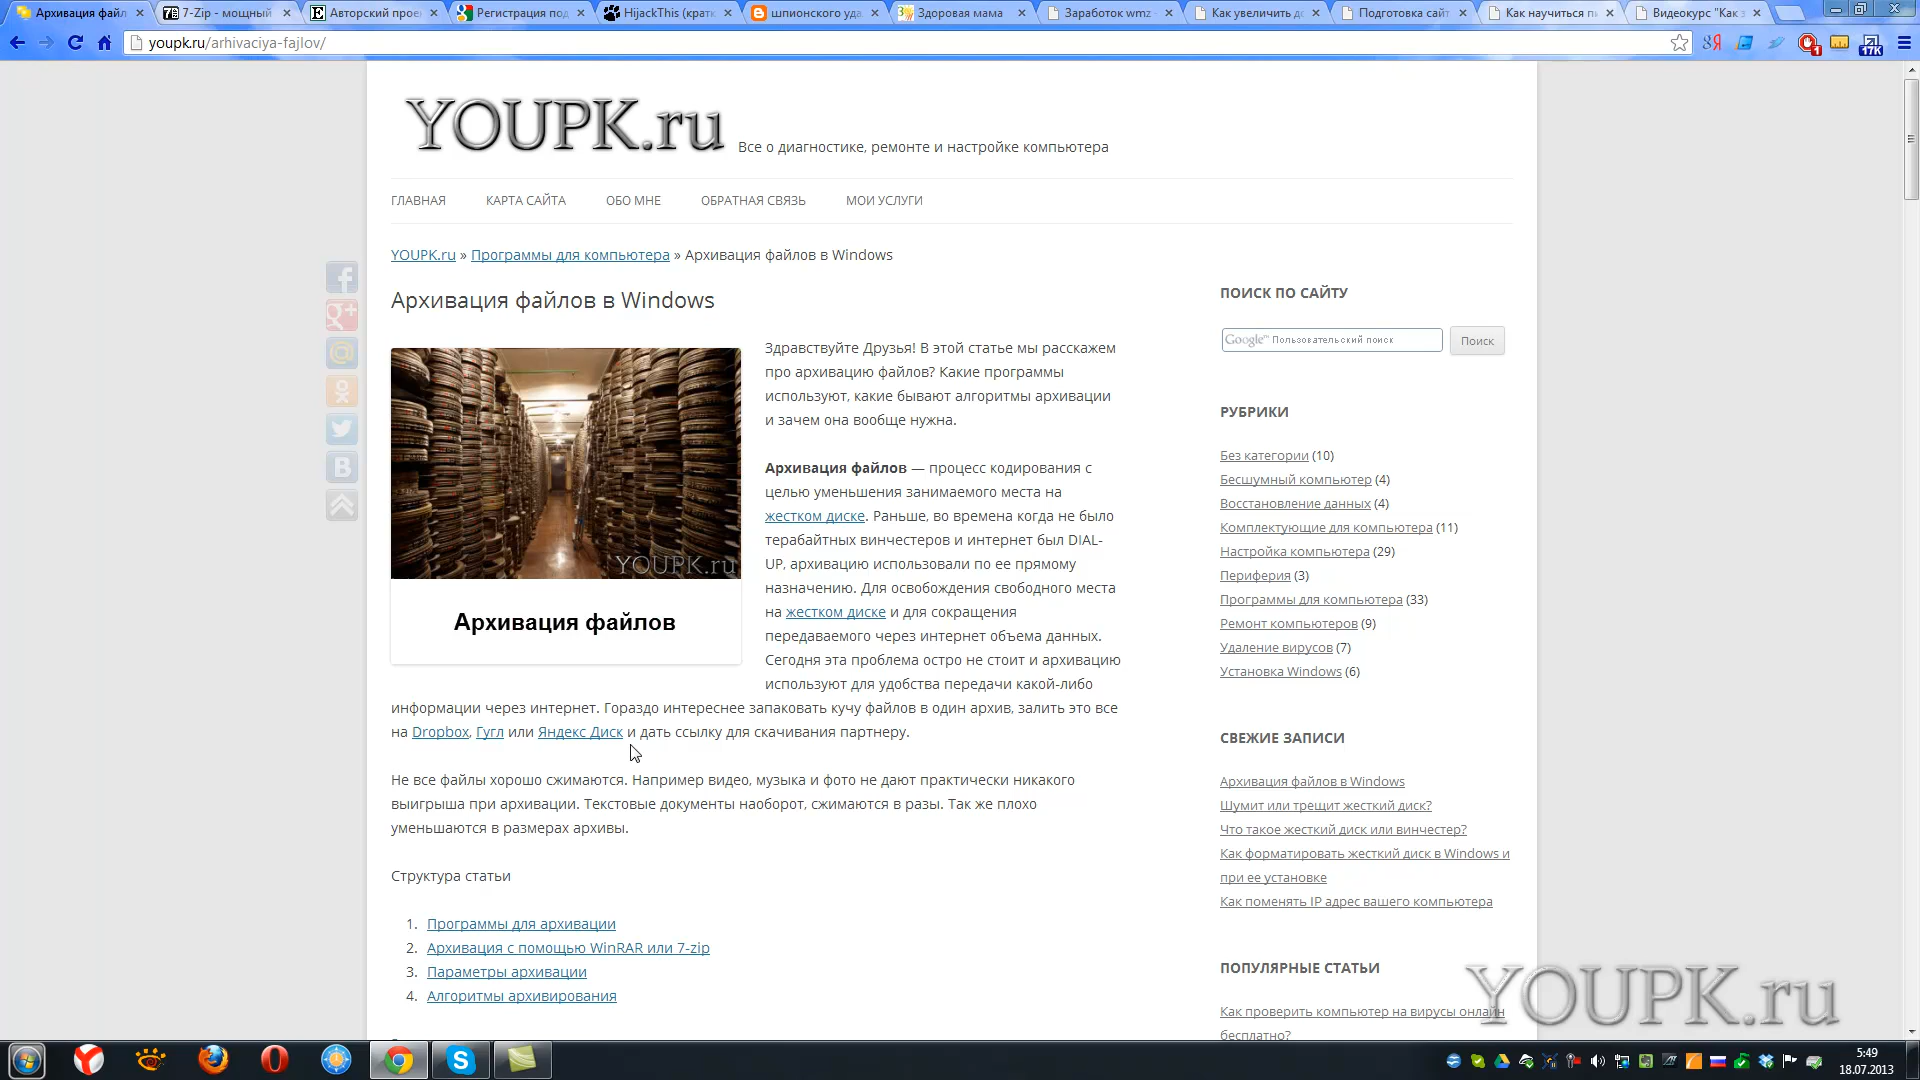 Архивация файл
7-Zip - мощный
Авторский прое
Регистрация под
HijackThis (кратк
шпионского уда
Здоровая мама
Заработок wmz
Как увеличить до
Подготовка сайт
Как научиться п
Видеокурс "Как з
youpk.ru/arhivaciya-fajlov/
YOUPK.ru
Все о диагностике, ремонте и настройке компьютера
ГЛАВНАЯ КАРТА САЙТА ОБО МНЕ ОБРАТНАЯ СВЯЗЬ МОИ УСЛУГИ
YOUPK.ru » Программы для компьютера » Архивация файлов в Windows
Архивация файлов в Windows
YOUPK.ru
Архивация файлов
Здравствуйте Друзья! В этой статье мы расскажем
про архивацию файлов? Какие программы
используют, какие бывают алгоритмы архивации
и зачем она вообще нужна.
Архивация файлов — процесс кодирования с
целью уменьшения занимаемого места на
жестком диске. Раньше, во времена когда не было
терабайтных винчестеров и интернет был DIAL-
UP, архивацию использовали по ее прямому
назначению. Для освобождения свободного места
на жестком диске и для сокращения
передаваемого через интернет объема данных.
Сегодня эта проблема остро не стоит и архивацию
используют для удобства передачи какой-либо
информации через интернет. Гораздо интереснее запаковать кучу файлов в один архив, залить это все
на Dropbox, Гугл или Яндекс Диск и дать ссылку для скачивания партнеру.
Не все файлы хорошо сжимаются. Например видео, музыка и фото не дают практически никакого
выигрыша при архивации. Текстовые документы наоборот, сжимаются в разы. Так же плохо
уменьшаются в размерах архивы.
Структура статьи
1. Программы для архивации
2. Архивация с помощью WinRAR или 7-zip
3. Параметры архивации
4. Алгоритмы архивирования
ПОИСК ПО САЙТУ
Google™ Пользовательский поиск
Поиск
РУБРИКИ
Без категории (10)
Бесшумный компьютер (4)
Восстановление данных (4)
Комплектующие для компьютера (11)
Настройка компьютера (29)
Периферия (3)
Программы для компьютера (33)
Ремонт компьютеров (9)
Удаление вирусов (7)
Установка Windows (6)
СВЕЖИЕ ЗАПИСИ
Архивация файлов в Windows
Шумит или трещит жесткий диск?
Что такое жесткий диск или винчестер?
Как форматировать жесткий диск в Windows и
при ее установке
Как поменять IP адрес вашего компьютера
ПОПУЛЯРНЫЕ СТАТЬИ
Как проверить компьютер на вирусы онлайн
бесплатно?
YOUPK.ru
17K
1
5:49
18.07.2013